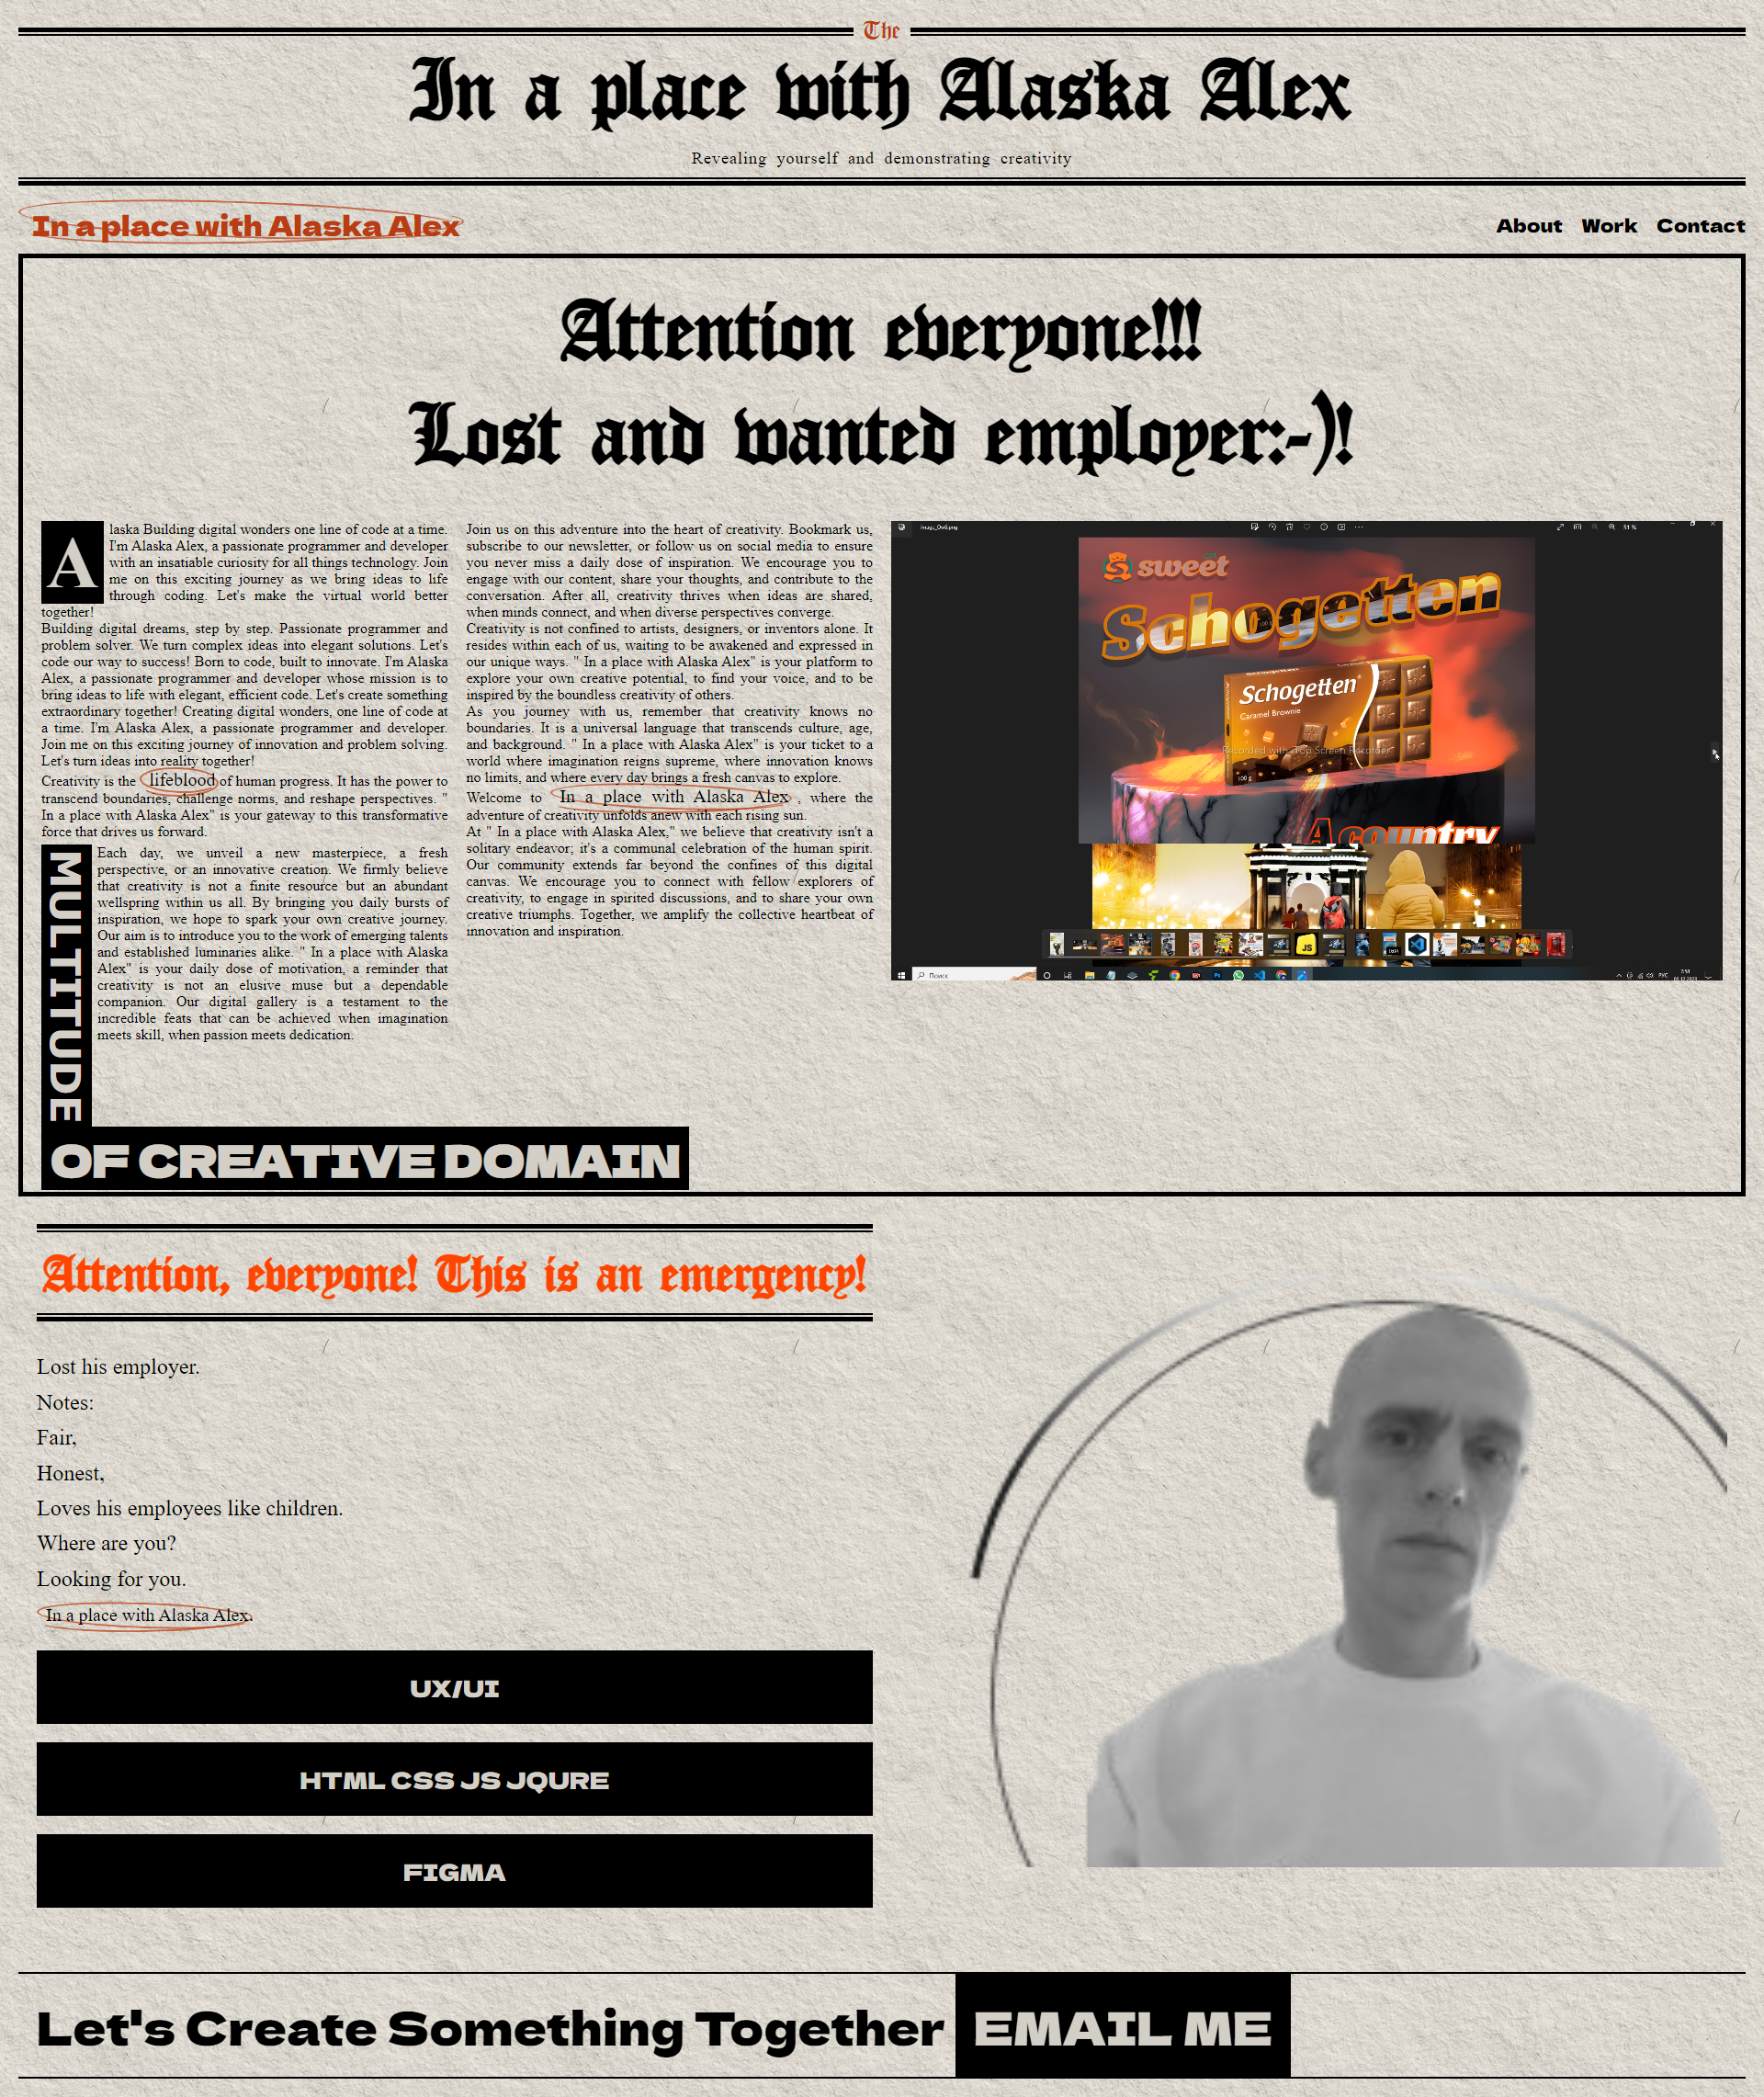 The
In a place with Alaska Alex
Revealing yourself and demonstrating creativity
In a place with Alaska Alex
About Work Contact
Attention everyone!!!
Lost and wanted employer:-)!
A
laska Building digital wonders one line of code at a time.
I'm Alaska Alex, a passionate programmer and developer
with an insatiable curiosity for all things technology. Join
me on this exciting journey as we bring ideas to life
through coding. Let's make the virtual world better
together!
Building digital dreams, step by step. Passionate programmer and
problem solver. We turn complex ideas into elegant solutions. Let's
code our way to success! Born to code, built to innovate. I'm Alaska
Alex, a passionate programmer and developer whose mission is to
bring ideas to life with elegant, efficient code. Let's create something
extraordinary together! Creating digital wonders, one line of code at
a time. I'm Alaska Alex, a passionate programmer and developer.
Join me on this exciting journey of innovation and problem solving.
Let's turn ideas into reality together!
Creativity is the lifeblood of human progress. It has the power to
transcend boundaries, challenge norms, and reshape perspectives. "
In a place with Alaska Alex" is your gateway to this transformative
force that drives us forward.
MULTITUDE
Each day, we unveil a new masterpiece, a fresh
perspective, or an innovative creation. We firmly believe
that creativity is not a finite resource but an abundant
wellspring within us all. By bringing you daily bursts of
inspiration, we hope to spark your own creative journey.
Our aim is to introduce you to the work of emerging talents
and established luminaries alike. " In a place with Alaska
Alex" is your daily dose of motivation, a reminder that
creativity is not an elusive muse but a dependable
companion. Our digital gallery is a testament to the
incredible feats that can be achieved when imagination
meets skill, when passion meets dedication.
OF CREATIVE DOMAIN
Join us on this adventure into the heart of creativity. Bookmark us,
subscribe to our newsletter, or follow us on social media to ensure
you never miss a daily dose of inspiration. We encourage you to
engage with our content, share your thoughts, and contribute to the
conversation. After all, creativity thrives when ideas are shared,
when minds connect, and when diverse perspectives converge.
Creativity is not confined to artists, designers, or inventors alone. It
resides within each of us, waiting to be awakened and expressed in
our unique ways. " In a place with Alaska Alex" is your platform to
explore your own creative potential, to find your voice, and to be
inspired by the boundless creativity of others.
As you journey with us, remember that creativity knows no
boundaries. It is a universal language that transcends culture, age,
and background. " In a place with Alaska Alex" is your ticket to a
world where imagination reigns supreme, where innovation knows
no limits, and where every day brings a fresh canvas to explore.
Welcome to In a place with Alaska Alex , where the
adventure of creativity unfolds anew with each rising sun.
At " In a place with Alaska Alex," we believe that creativity isn't a
solitary endeavor; it's a communal celebration of the human spirit.
Our community extends far beyond the confines of this digital
canvas. We encourage you to connect with fellow explorers of
creativity, to engage in spirited discussions, and to share your own
creative triumphs. Together, we amplify the collective heartbeat of
innovation and inspiration.
51 %
sweet
Schogetten
Schogetten
Caramel Brownie
100 g
Recorded with iTop Screen Recorder
A country
JS
Поиск
РУС
Attention, everyone! This is an emergency!
Lost his employer.
Notes:
Fair,
Honest,
Loves his employees like children.
Where are you?
Looking for you.
In a place with Alaska Alex.
UX/UI
HTML CSS JS JQURE
FIGMA
Let's Create Something Together EMAIL ME